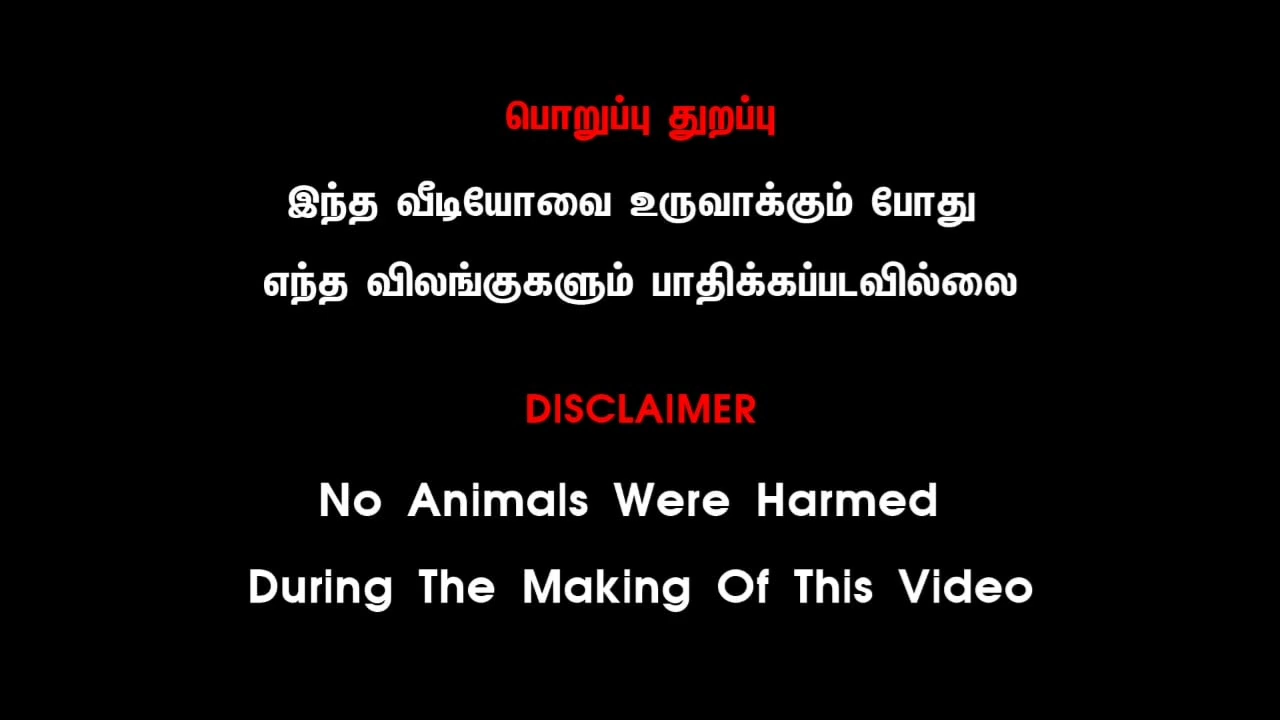 பொறுப்பு துறப்பு
இந்த வீடியோவை உருவாக்கும் போது
எந்த விலங்குகளும் பாதிக்கப்படவில்லை
DISCLAIMER
No Animals Were Harmed
During The Making Of This Video